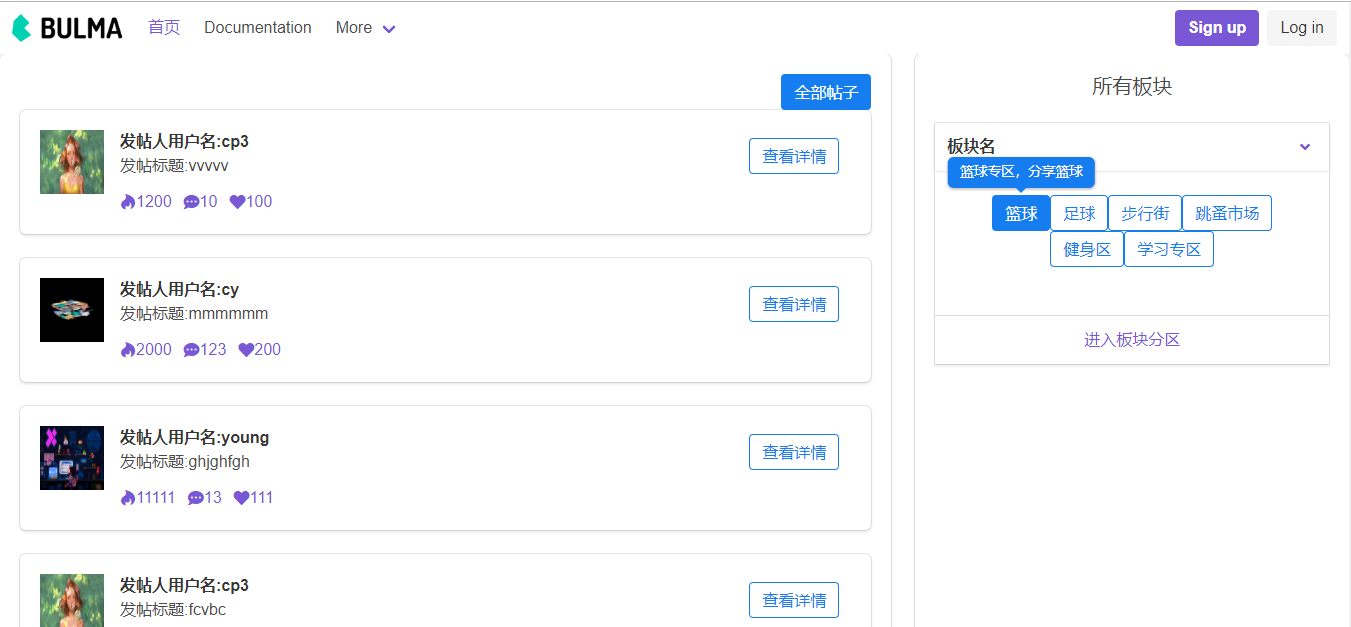 BULMA 首页 Documentation More Sign up Log in
全部帖子
发帖人用户名:cp3
发帖标题:vvvvv
查看详情
1200 10 100
发帖人用户名:cy
发帖标题:mmmmmm
查看详情
2000 123 200
发帖人用户名:young
发帖标题:ghjghfgh
查看详情
11111 13 111
发帖人用户名:cp3
发帖标题:fcvbc
查看详情
所有板块
板块名
篮球专区，分享篮球
篮球 足球 步行街 跳蚤市场
健身区 学习专区
进入板块分区